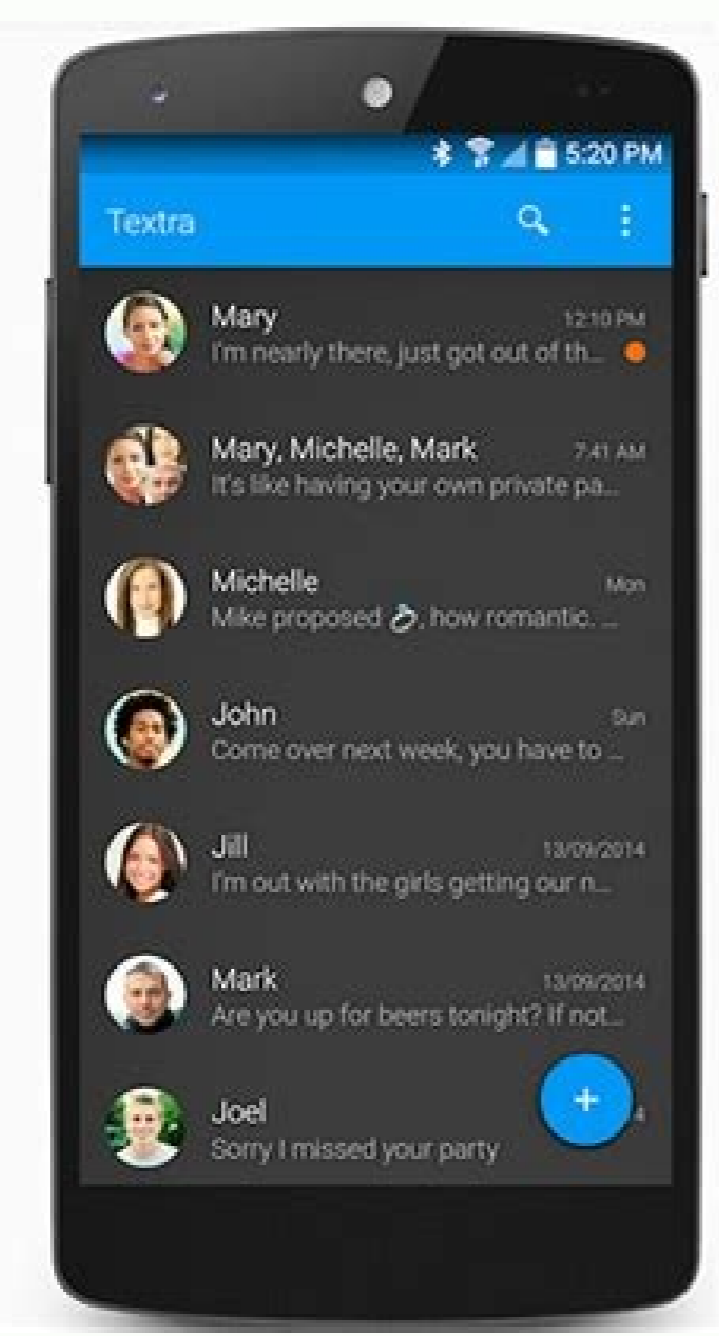 5:20 PM
Textra
Mary 12:10 PM
I'm nearly there, just got out of th...
Mary, Michelle, Mark 7:41 AM
It's like having your own private pa...
Michelle Mon
Mike proposed 💍, how romantic. ...
John Sun
Come over next week, you have to ...
Jill 13/09/2014
I'm out with the girls getting our n...
Mark 13/09/2014
Are you up for beers tonight? If not...
Joel 4
Sorry I missed your party
+